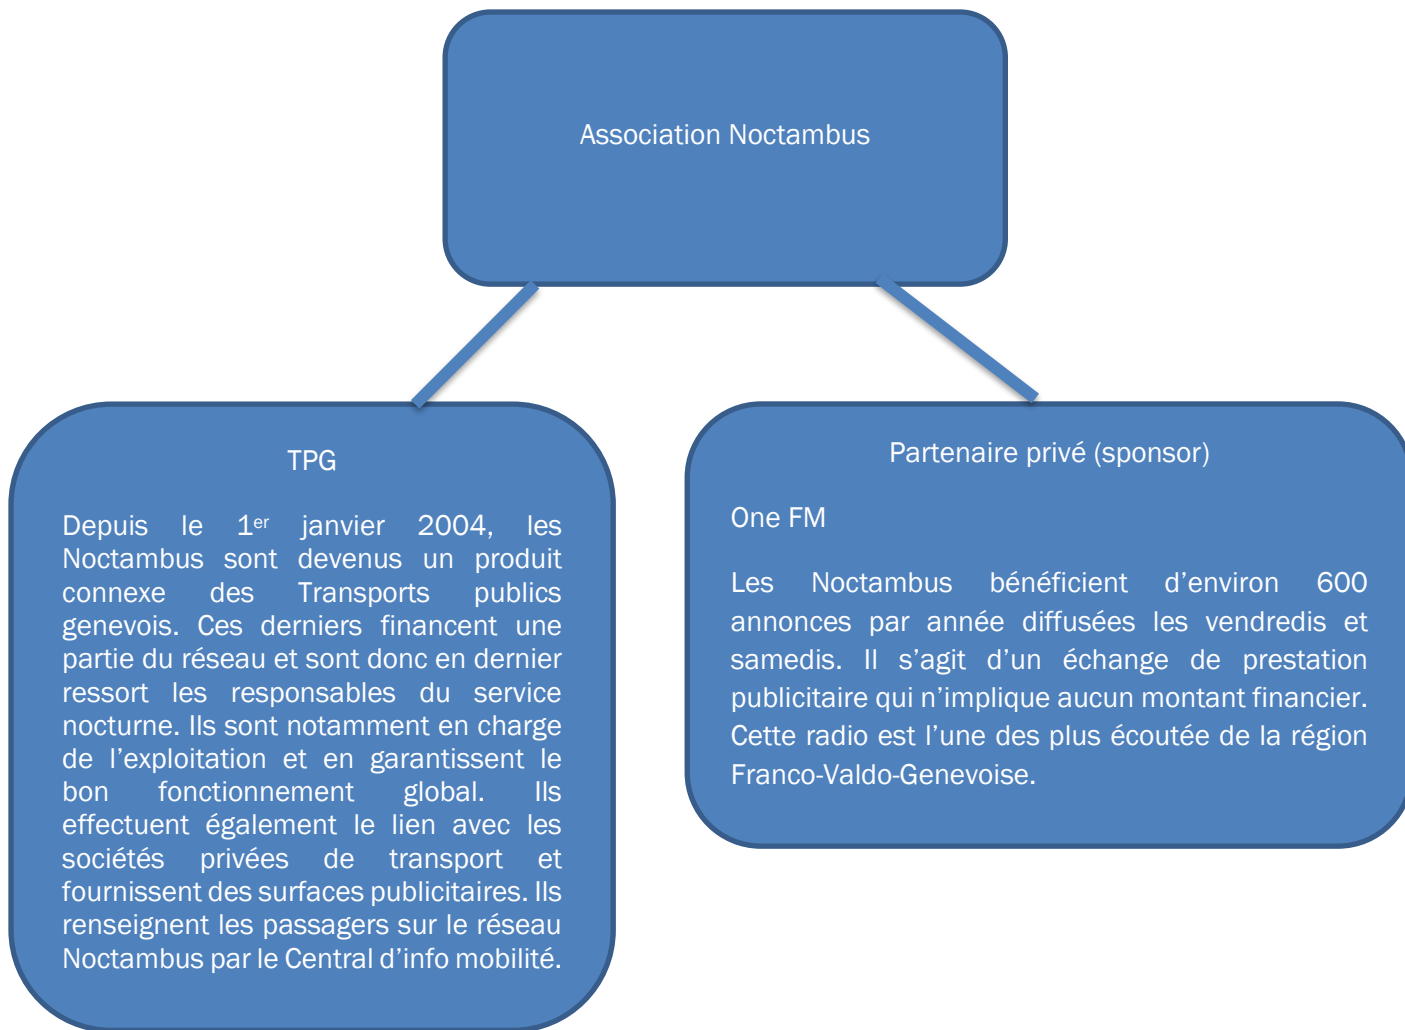 Association Noctambus
TPG
Depuis le 1er janvier 2004, les
Noctambus sont devenus un produit
connexe des Transports publics
genevois. Ces derniers financent une
partie du réseau et sont donc en dernier
ressort les responsables du service
nocturne. Ils sont notamment en charge
de l’exploitation et en garantissent le
bon fonctionnement global. Ils
effectuent également le lien avec les
sociétés privées de transport et
fournissent des surfaces publicitaires. Ils
renseignent les passagers sur le réseau
Noctambus par le Central d’info mobilité.
Partenaire privé (sponsor)
One FM
Les Noctambus bénéficient d’environ 600
annonces par année diffusées les vendredis et
samedis. Il s’agit d’un échange de prestation
publicitaire qui n’implique aucun montant financier.
Cette radio est l’une des plus écoutée de la région
Franco-Valdo-Genevoise.